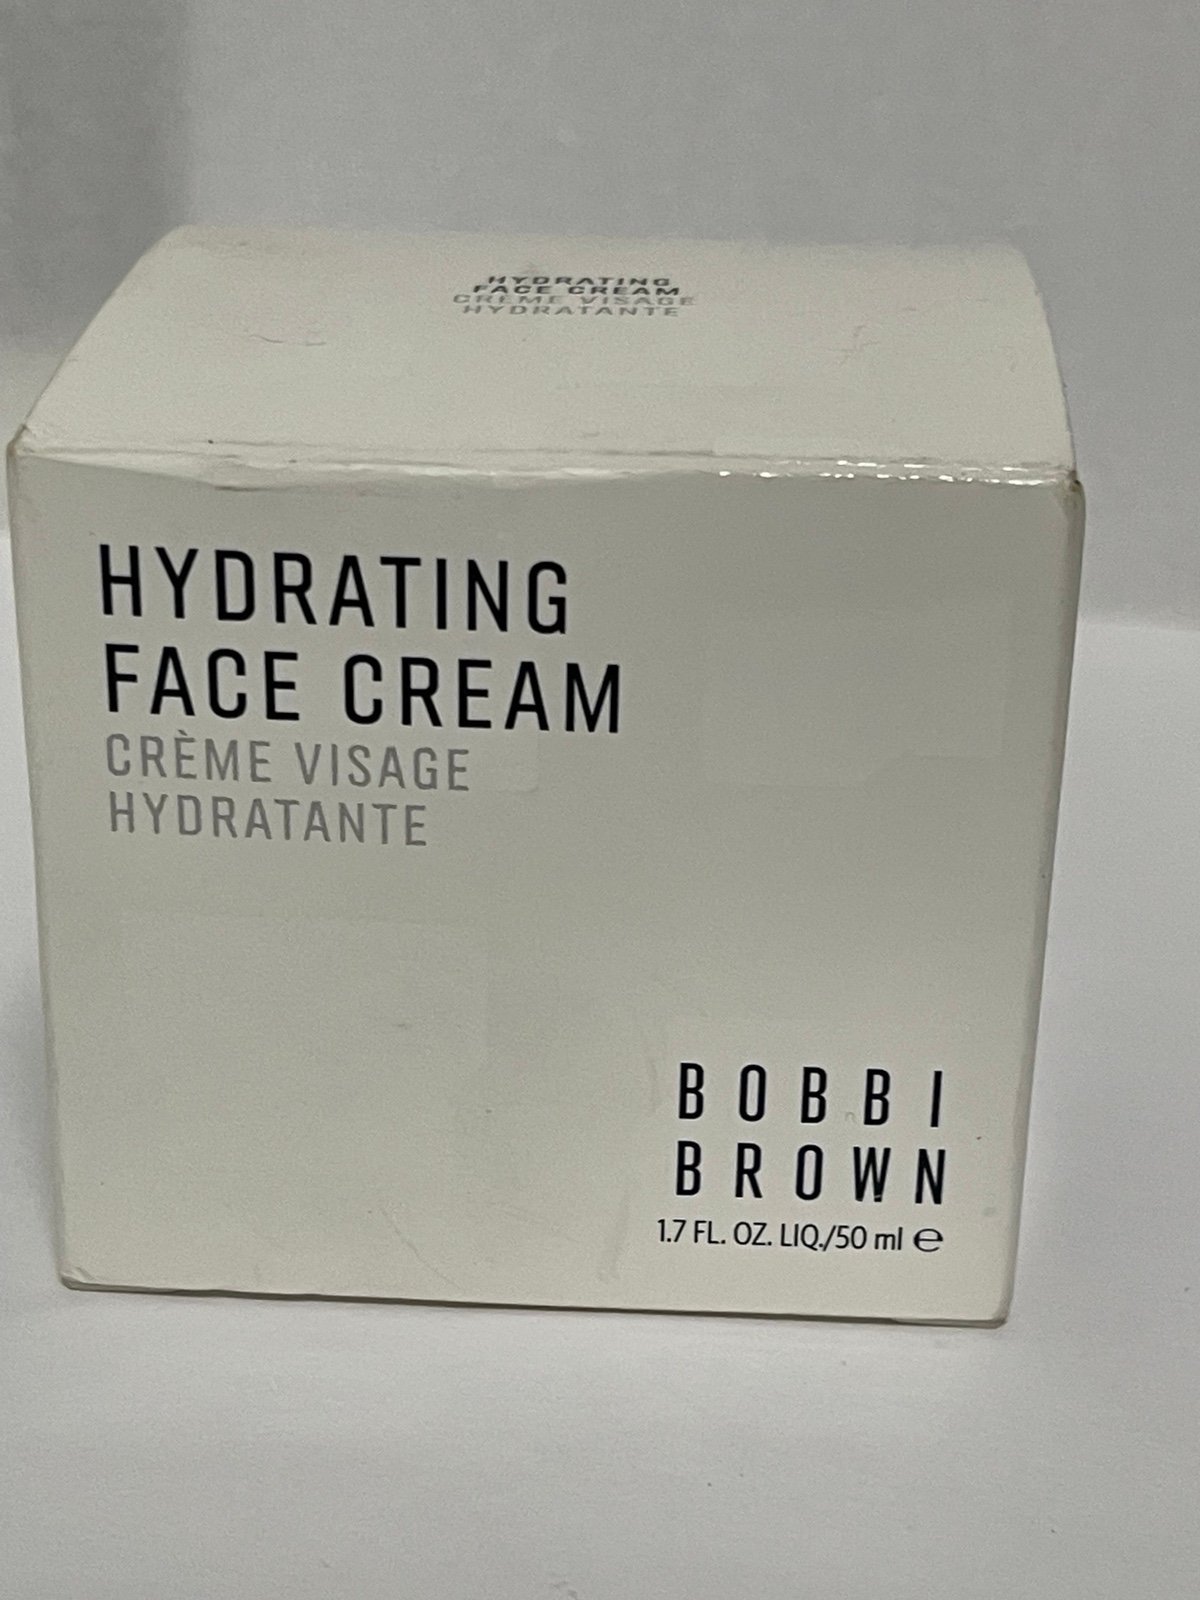 HYDRATING
FACE CREAM
CRÈME VISAGE
HYDRATANTE
HYDRATING
FACE CREAM
CRÈME VISAGE
HYDRATANTE
BOBBI
BROWN
1.7 FL. OZ. LIQ./50 ml ℮